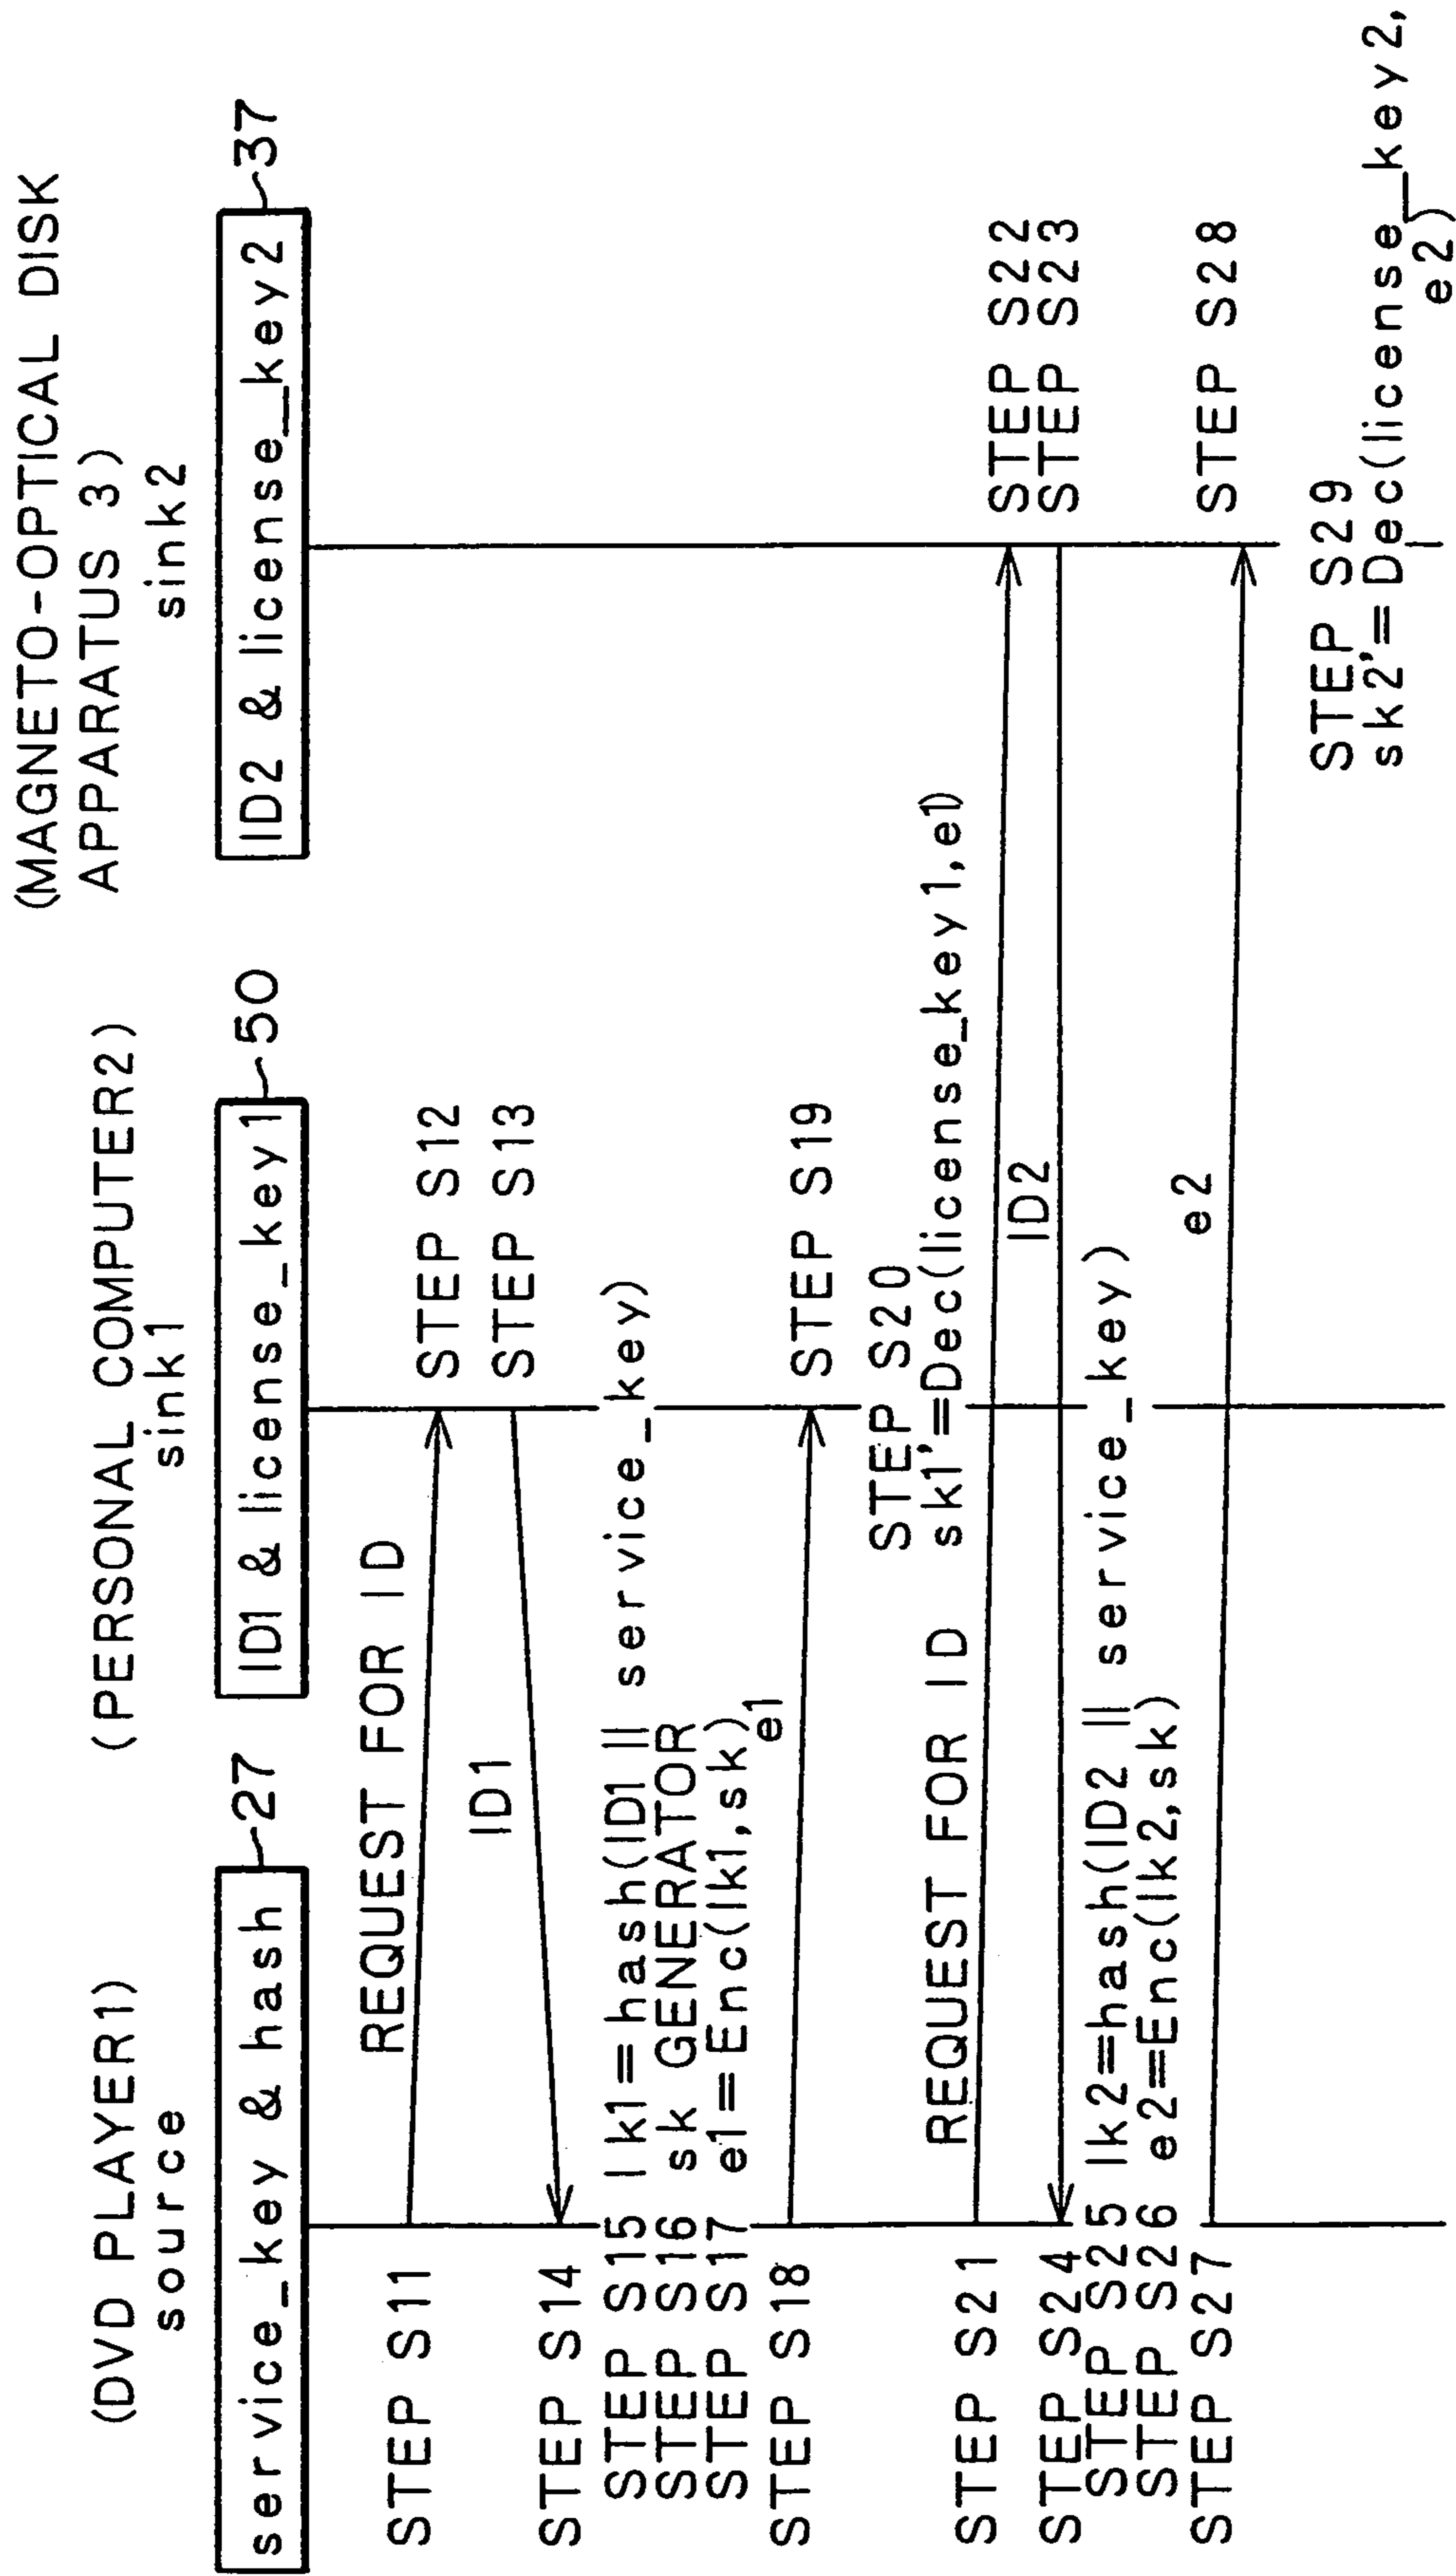 (DVD PLAYER1)
source
(PERSONAL COMPUTER2)
sink1
(MAGNETO-OPTICAL DISK
APPARATUS 3)
sink2
service_key & hash
27
ID1 & license_key1
50
ID2 & license_key2
37
STEP S11
REQUEST FOR ID
STEP S12
STEP S13
ID1
STEP S14
STEP S15 lk1=hash(ID1 || service_key)
STEP S16 sk GENERATOR
STEP S17 e1=Enc(lk1,sk)
STEP S18
e1
STEP S19
STEP S20
sk1'=Dec(license_key1,e1)
STEP S21
REQUEST FOR ID
STEP S22
STEP S23
ID2
STEP S24
STEP S25 lk2=hash(ID2 || service_key)
STEP S26 e2=Enc(lk2,sk)
STEP S27
e2
STEP S28
STEP S29
sk2'=Dec(license_key2,
e2)